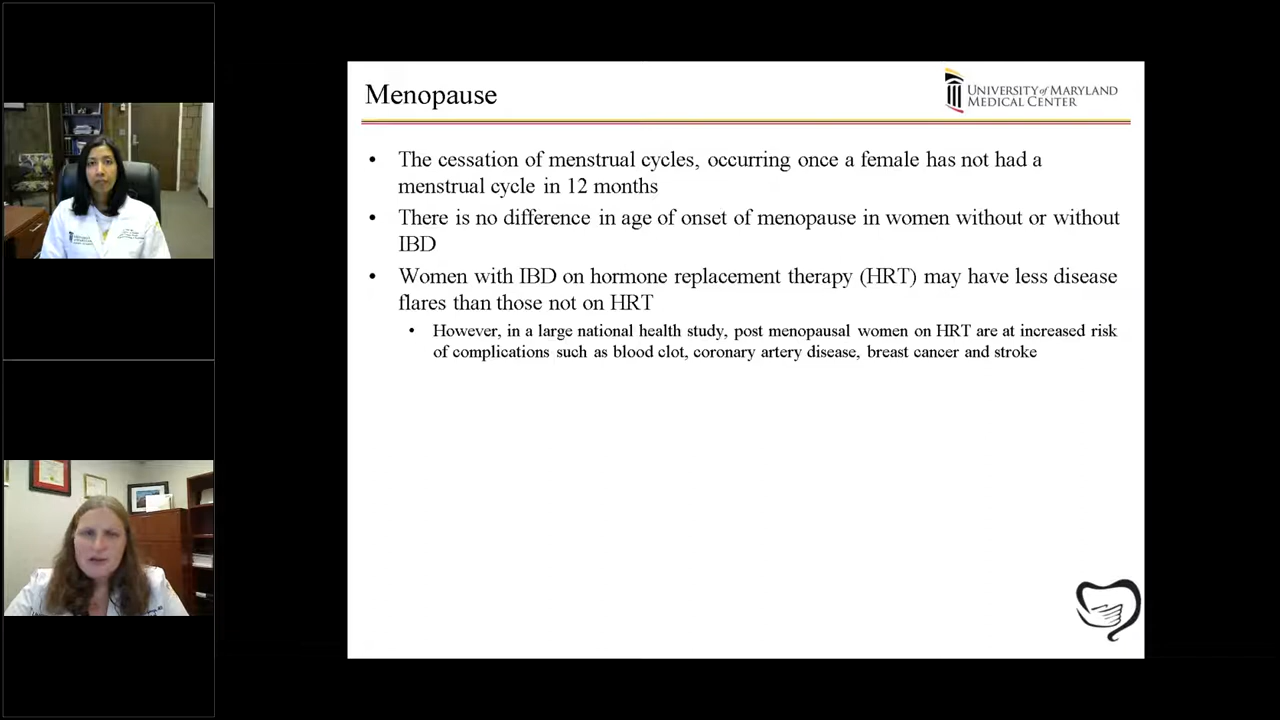 Menopause
UNIVERSITY of MARYLAND
MEDICAL CENTER
• The cessation of menstrual cycles, occurring once a female has not had a
menstrual cycle in 12 months
• There is no difference in age of onset of menopause in women without or without
IBD
• Women with IBD on hormone replacement therapy (HRT) may have less disease
flares than those not on HRT
• However, in a large national health study, post menopausal women on HRT are at increased risk
of complications such as blood clot, coronary artery disease, breast cancer and stroke